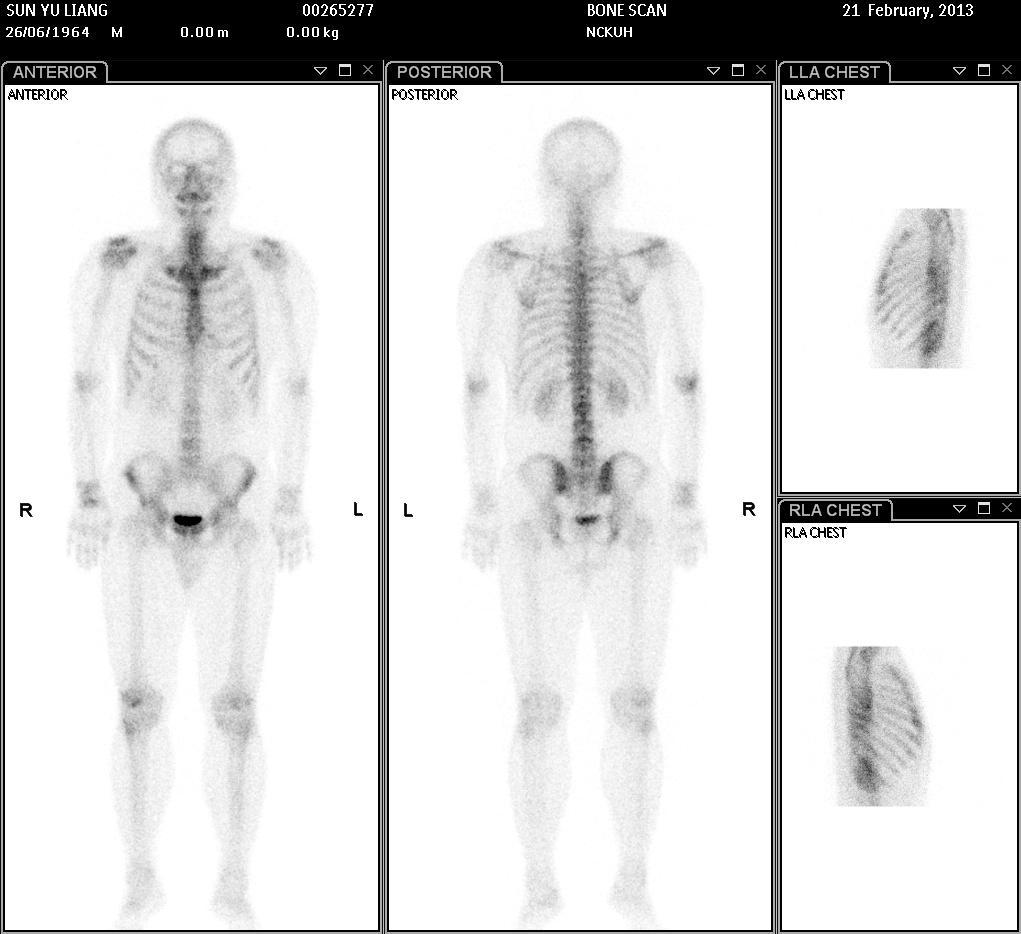 SUN YU LIANG 00265277 BONE SCAN 21 February, 2013
26/06/1964 M 0.00 m 0.00 kg NCKUH
ANTERIOR
ANTERIOR
R L
POSTERIOR
POSTERIOR
L R
LLA CHEST
LLA CHEST
RLA CHEST
RLA CHEST